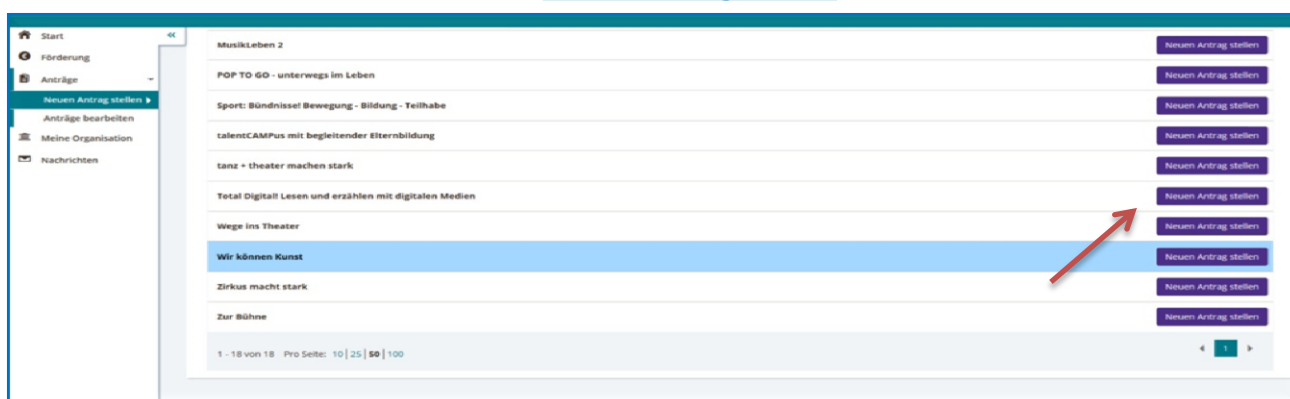 Start
«
Förderung
Anträge
Neuen Antrag stellen
Anträge bearbeiten
Meine Organisation
Nachrichten
MusikLeben 2 Neuen Antrag stellen
POP TO GO - unterwegs im Leben Neuen Antrag stellen
Sport: Bündnisse! Bewegung - Bildung - Teilhabe Neuen Antrag stellen
talentCAMPus mit begleitender Elternbildung Neuen Antrag stellen
tanz + theater machen stark Neuen Antrag stellen
Total Digital! Lesen und erzählen mit digitalen Medien Neuen Antrag stellen
Wege ins Theater Neuen Antrag stellen
Wir können Kunst Neuen Antrag stellen
Zirkus macht stark Neuen Antrag stellen
Zur Bühne Neuen Antrag stellen
1 - 18 von 18 Pro Seite: 10 | 25 | 50 | 100 1